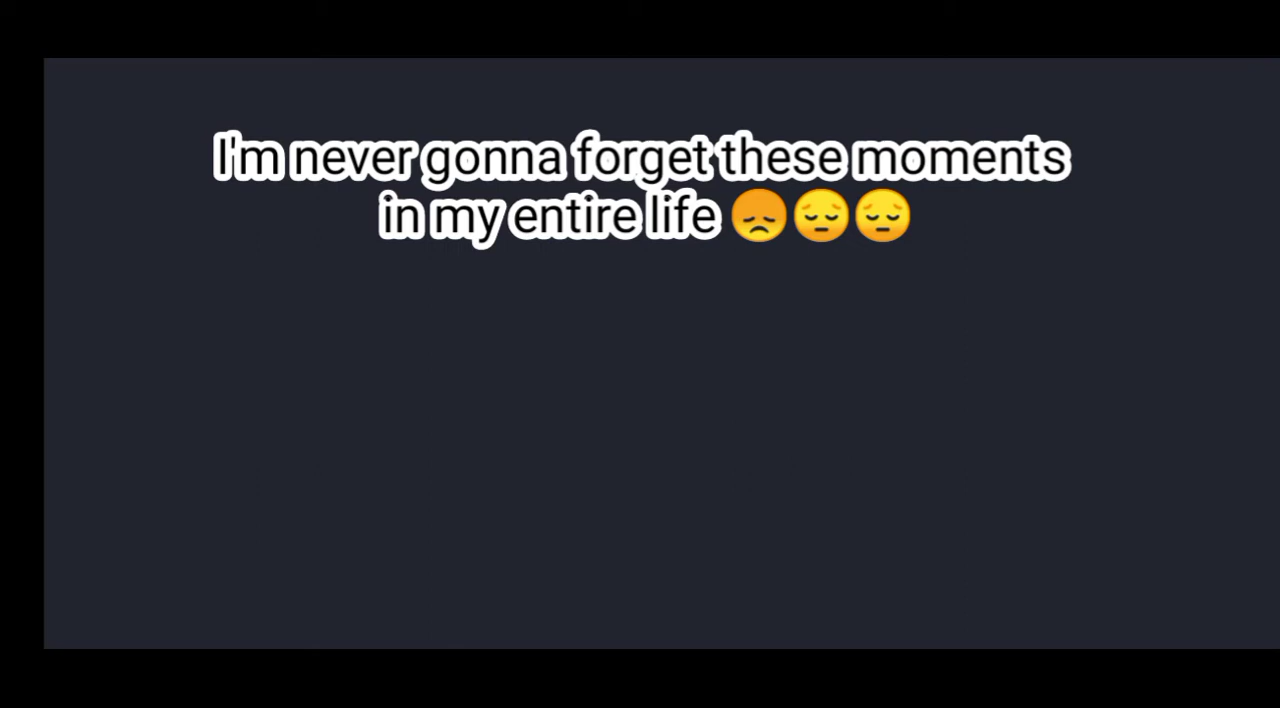 I'm never gonna forget these moments
in my entire life 😞😔😔